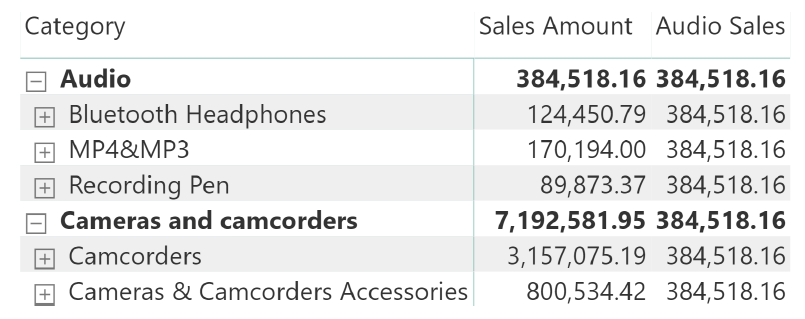 Category Sales Amount Audio Sales
Audio 384,518.16 384,518.16
Bluetooth Headphones 124,450.79 384,518.16
MP4&MP3 170,194.00 384,518.16
Recording Pen 89,873.37 384,518.16
Cameras and camcorders 7,192,581.95 384,518.16
Camcorders 3,157,075.19 384,518.16
Cameras & Camcorders Accessories 800,534.42 384,518.16